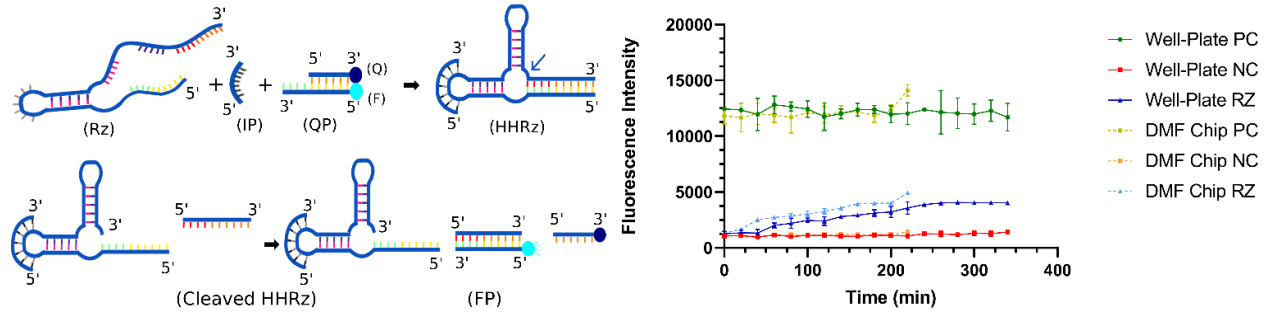 3'
5'
(Rz)
+
3'
5'
(IP)
+
5' 3'
(Q)
(F)
3'
(QP)
3'
5'
3'
5'
(HHRz)
3'
5'
3'
5'
5' 3'
(Cleaved HHRz)
3'
5'
3'
5'
3' 5'
(FP)
5' 3'
Fluorescence Intensity
20000
15000
10000
5000
0
0 100 200 300 400
Time (min)
Well-Plate PC
Well-Plate NC
Well-Plate RZ
DMF Chip PC
DMF Chip NC
DMF Chip RZ